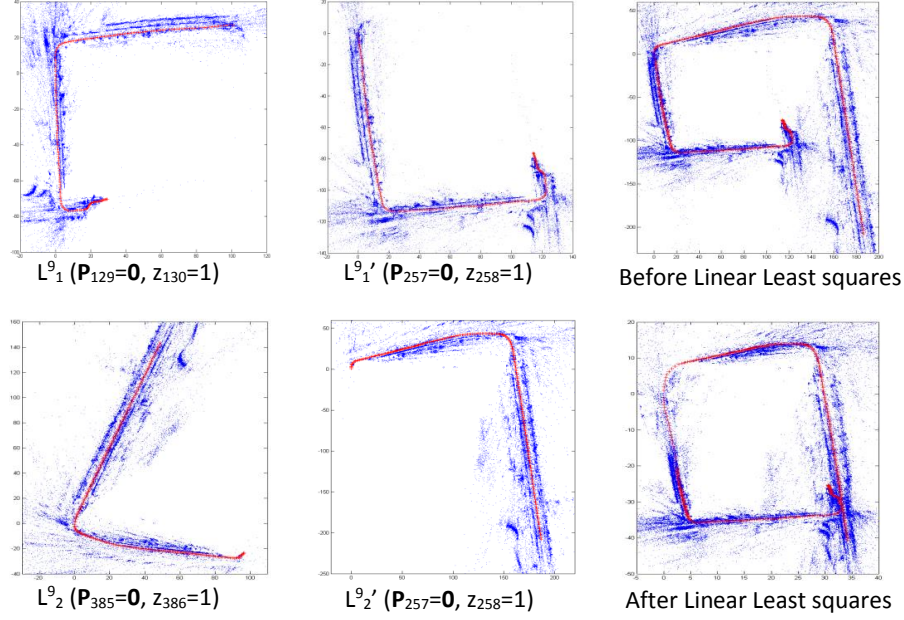 L⁹₁ (P₁₂₉=0, z₁₃₀=1)
L⁹₁' (P₂₅₇=0, z₂₅₈=1)
Before Linear Least squares
L⁹₂ (P₃₈₅=0, z₃₈₆=1)
L⁹₂' (P₂₅₇=0, z₂₅₈=1)
After Linear Least squares